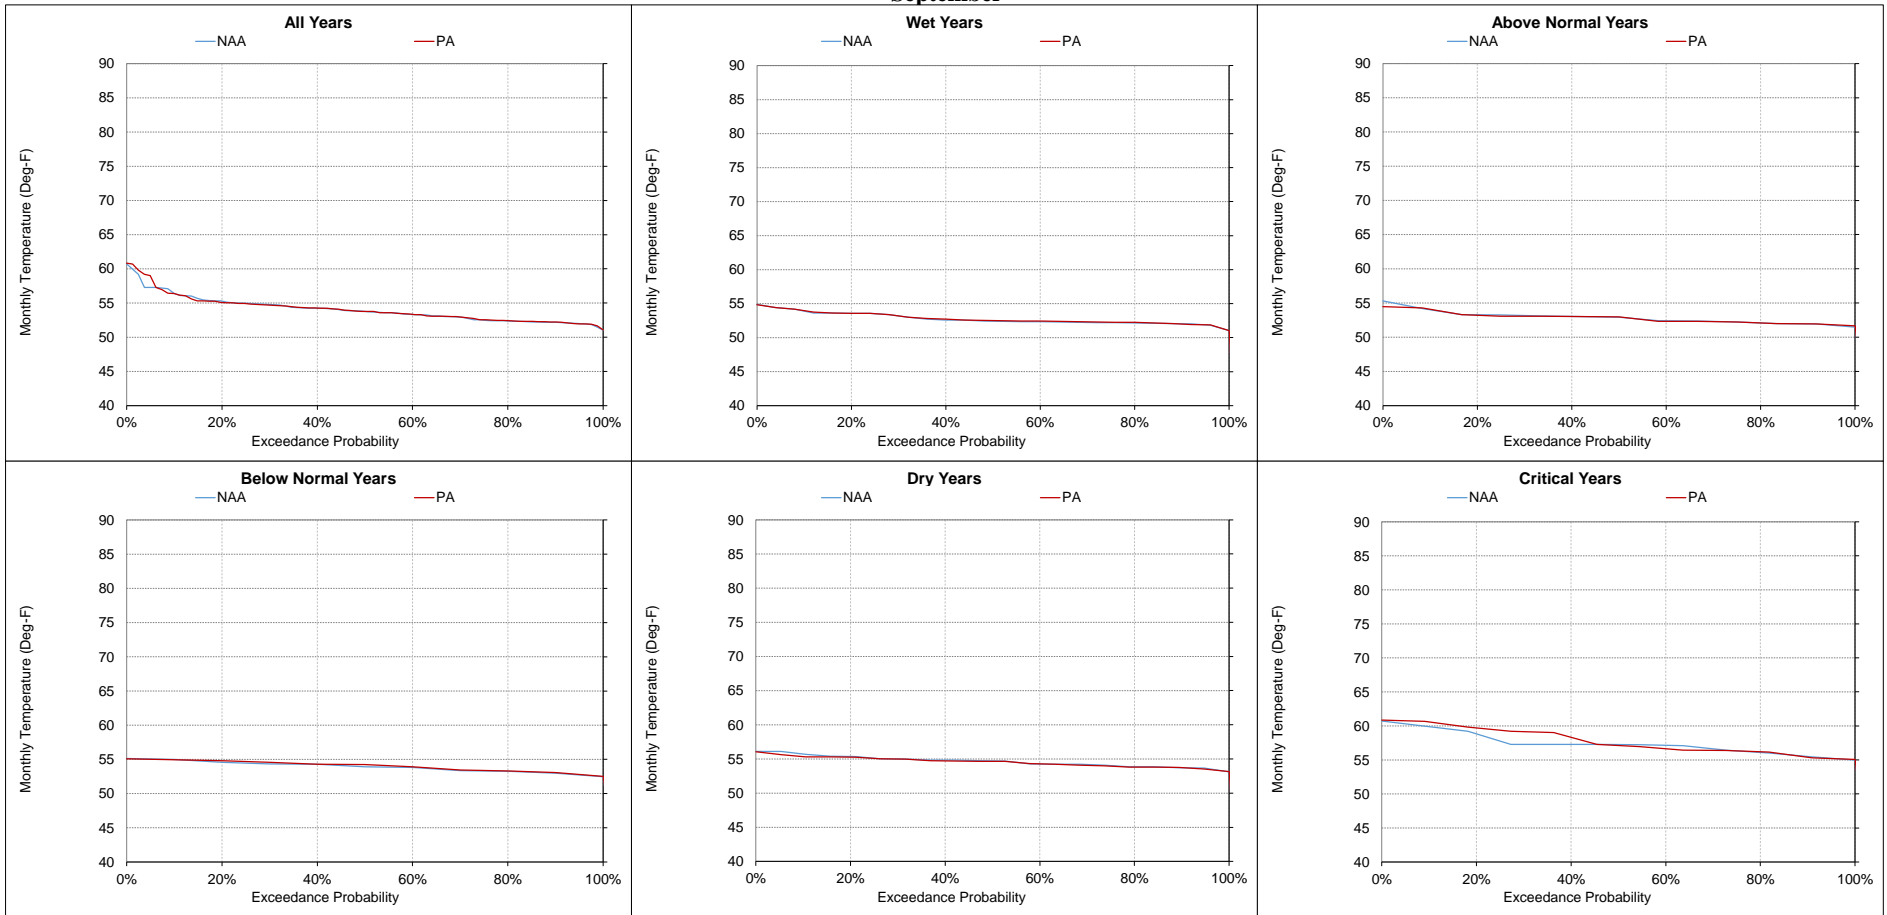 September
All Years
NAA PA
90
85
80
75
70
65
60
55
50
45
40
0% 20% 40% 60% 80% 100%
Monthly Temperature (Deg-F)
Exceedance Probability
Wet Years
NAA PA
90
85
80
75
70
65
60
55
50
45
40
0% 20% 40% 60% 80% 100%
Monthly Temperature (Deg-F)
Exceedance Probability
Above Normal Years
NAA PA
90
85
80
75
70
65
60
55
50
45
40
0% 20% 40% 60% 80% 100%
Monthly Temperature (Deg-F)
Exceedance Probability
Below Normal Years
NAA PA
90
85
80
75
70
65
60
55
50
45
40
0% 20% 40% 60% 80% 100%
Monthly Temperature (Deg-F)
Exceedance Probability
Dry Years
NAA PA
90
85
80
75
70
65
60
55
50
45
40
0% 20% 40% 60% 80% 100%
Monthly Temperature (Deg-F)
Exceedance Probability
Critical Years
NAA PA
90
85
80
75
70
65
60
55
50
45
40
0% 20% 40% 60% 80% 100%
Monthly Temperature (Deg-F)
Exceedance Probability